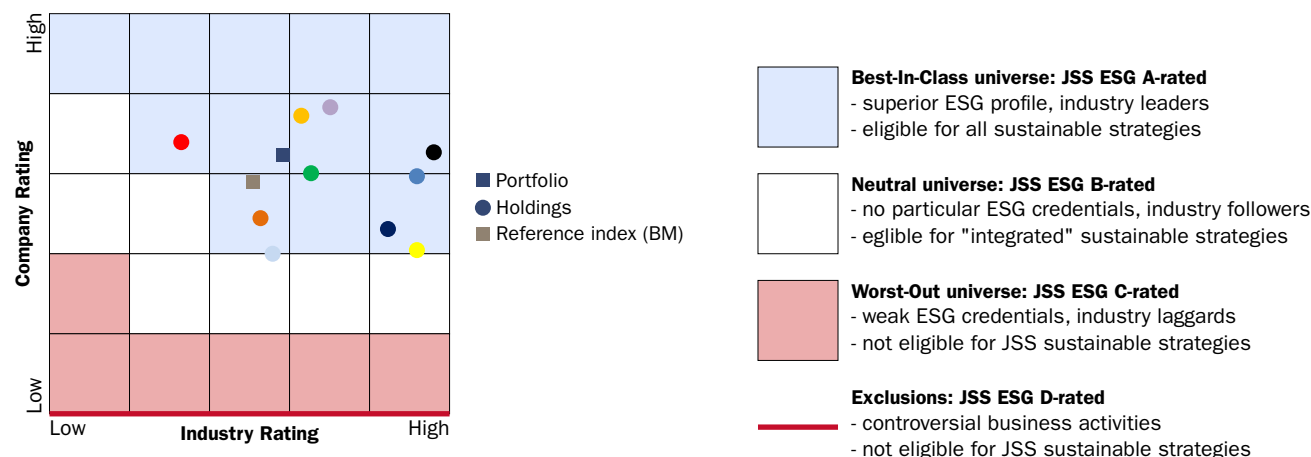 High
Company Rating
Low
Low
Industry Rating
High
Portfolio
Holdings
Reference index (BM)
Best-In-Class universe: JSS ESG A-rated
- superior ESG profile, industry leaders
- eligible for all sustainable strategies
Neutral universe: JSS ESG B-rated
- no particular ESG credentials, industry followers
- eglible for "integrated" sustainable strategies
Worst-Out universe: JSS ESG C-rated
- weak ESG credentials, industry laggards
- not eligible for JSS sustainable strategies
Exclusions: JSS ESG D-rated
- controversial business activities
- not eligible for JSS sustainable strategies